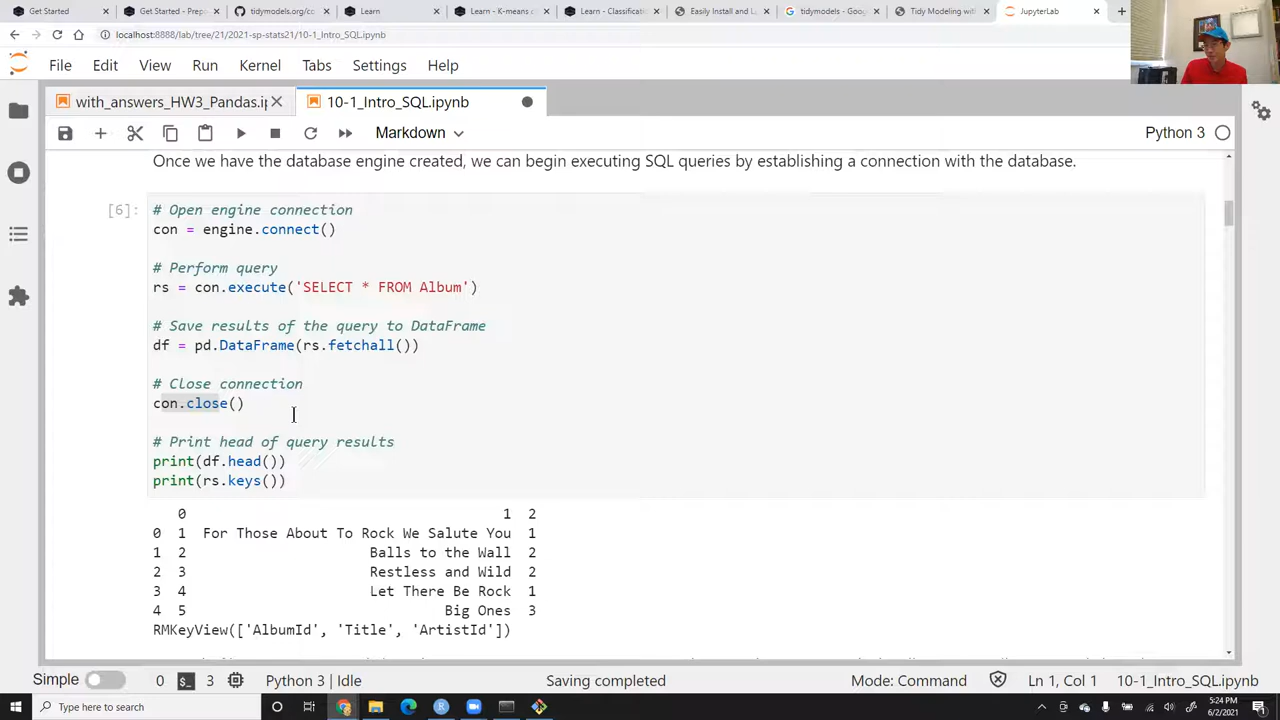 Get Started
Get Started - Prepr
tidymodels.org/co
Learn
Learn - K-means c
Learn - Classificati
Easily Install and L
tidymodels - Goog
Tidy Modeling with
JupyterLab
localhost:8888/lab/tree/21/2021-sp-stats21/10-1_Intro_SQL.ipynb
File Edit View Run Kernel Tabs Settings Help
with_answers_HW3_Pandas.i 10-1_Intro_SQL.ipynb
Markdown Python 3
Once we have the database engine created, we can begin executing SQL queries by establishing a connection with the database.
[6]: # Open engine connection
con = engine.connect()
# Perform query
rs = con.execute('SELECT * FROM Album')
# Save results of the query to DataFrame
df = pd.DataFrame(rs.fetchall())
# Close connection
con.close()
# Print head of query results
print(df.head())
print(rs.keys())
0 1 2
0 1 For Those About To Rock We Salute You 1
1 2 Balls to the Wall 2
2 3 Restless and Wild 2
3 4 Let There Be Rock 1
4 5 Big Ones 3
RMKeyView(['AlbumId', 'Title', 'ArtistId'])
Simple 0 3 Python 3 | Idle Saving completed Mode: Command Ln 1, Col 1 10-1_Intro_SQL.ipynb
Type here to search
5:24 PM
6/2/2021